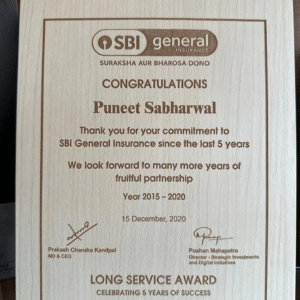 SBI general
INSURANCE
SURAKSHA AUR BHAROSA DONO
CONGRATULATIONS
Puneet Sabharwal
Thank you for your commitment to
SBI General Insurance since the last 5 years
We look forward to many more years of
fruitful partnership
Year 2015 - 2020
15 December, 2020
Prakash Chandra Kandpal
MD & CEO
Pushan Mahapatra
Director - Strategic Investments
and Digital Initiatives
LONG SERVICE AWARD
CELEBRATING 5 YEARS OF SUCCESS